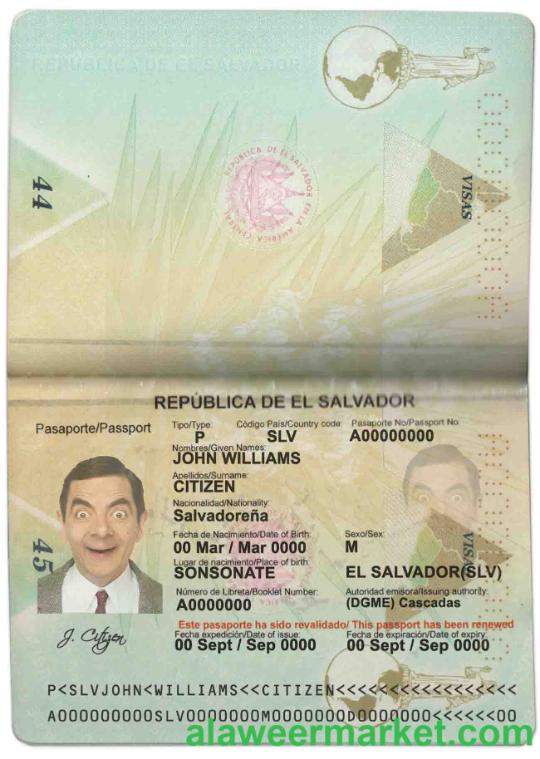 REPÚBLICA DE EL SALVADOR
44
VISAS
REPÚBLICA DE EL SALVADOR EN LA AMÉRICA CENTRAL
REPÚBLICA DE EL SALVADOR
Pasaporte/Passport
Tipo/Type: Código País/Country code: Pasaporte No/Passport No:
P SLV A00000000
Nombres/Given Names:
JOHN WILLIAMS
Apellidos/Surname:
CITIZEN
Nacionalidad/Nationality:
Salvadoreña
Fecha de Nacimiento/Date of Birth: Sexo/Sex:
00 Mar / Mar 0000 M
Lugar de nacimiento/Place of birth
SONSONATE EL SALVADOR(SLV)
Número de Libreta/Booklet Number: Autoridad emisora/Issuing authority:
A0000000 (DGME) Cascadas
Este pasaporte ha sido revalidado/ This passport has been renewed
Fecha expedición/Date of issue: Fecha de expiración/Date of expiry:
00 Sept / Sep 0000 00 Sept / Sep 0000
45
VISAS
J. Citizen
P<SLVJOHN<WILLIAMS<<CITIZEN<<<<<<<<<<<<<<<<<
A000000000SLV0000000M0000000D0000000<<<<<<00
alaweermarket.com